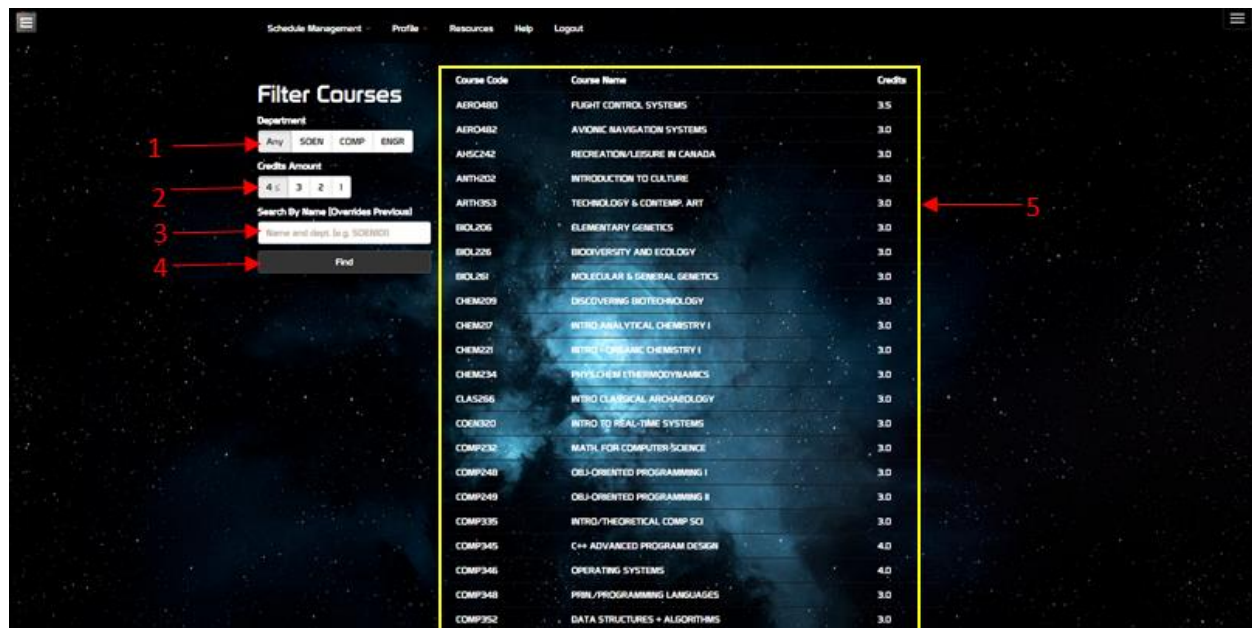 Schedule Management Profile Resources Help Logout
Filter Courses
Department
Any SOEN COMP ENGR
Credits Amount
4 ≤ 3 2 1
Search By Name (Overrides Previous)
Name and dept. (e.g. SOEN101)
Find
1
2
3
4
5
Course Code Course Name Credits
AERO480 FLIGHT CONTROL SYSTEMS 3.5
AERO482 AVIONIC NAVIGATION SYSTEMS 3.0
AHSC242 RECREATION/LEISURE IN CANADA 3.0
ANTH202 INTRODUCTION TO CULTURE 3.0
ARTH353 TECHNOLOGY & CONTEMP. ART 3.0
BIOL206 ELEMENTARY GENETICS 3.0
BIOL226 BIODIVERSITY AND ECOLOGY 3.0
BIOL261 MOLECULAR & GENERAL GENETICS 3.0
CHEM209 DISCOVERING BIOTECHNOLOGY 3.0
CHEM217 INTRO ANALYTICAL CHEMISTRY I 3.0
CHEM221 INTRO - ORGANIC CHEMISTRY I 3.0
CHEM234 PHYS.CHEM I:THERMODYNAMICS 3.0
CLAS266 INTRO CLASSICAL ARCHAEOLOGY 3.0
COEN320 INTRO TO REAL-TIME SYSTEMS 3.0
COMP232 MATH. FOR COMPUTER SCIENCE 3.0
COMP248 OBJ-ORIENTED PROGRAMMING I 3.0
COMP249 OBJ-ORIENTED PROGRAMMING II 3.0
COMP335 INTRO/THEORETICAL COMP SCI 3.0
COMP345 C++ ADVANCED PROGRAM DESIGN 4.0
COMP346 OPERATING SYSTEMS 4.0
COMP348 PRIN./PROGRAMMING LANGUAGES 3.0
COMP352 DATA STRUCTURES + ALGORITHMS 3.0